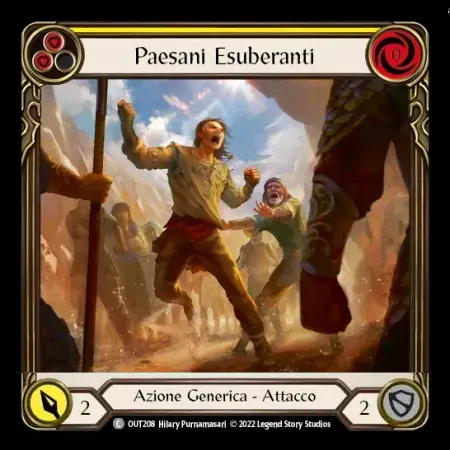 Paesani Esuberanti
0
Azione Generica - Attacco
2
2
C OUT208 Hilary Purnamasari © 2022 Legend Story Studios